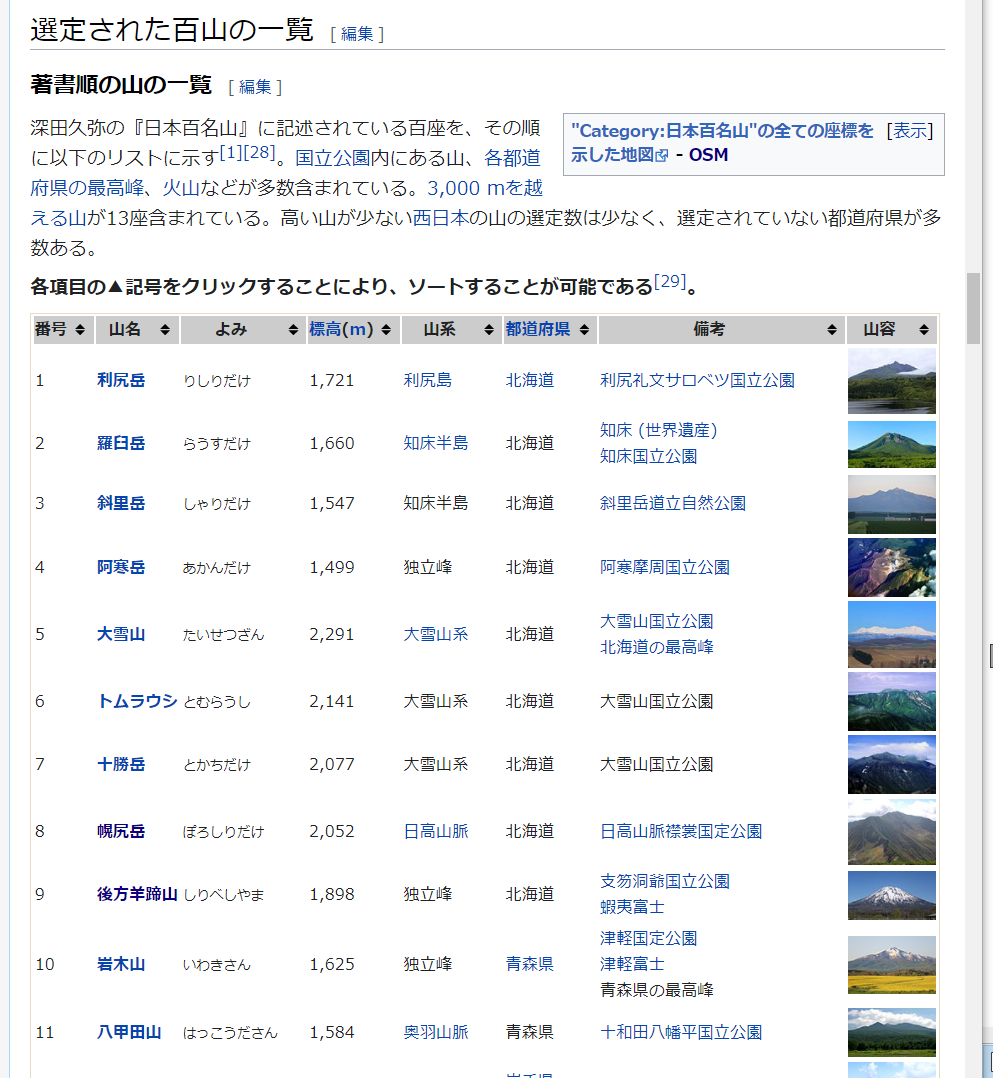 選定された百山の一覧 [ 編集 ]
著書順の山の一覧 [ 編集 ]
"Category:日本百名山"の全ての座標を [表示]
示した地図 - OSM
深田久弥の『日本百名山』に記述されている百座を、その順
に以下のリストに示す[1][28]。国立公園内にある山、各都道
府県の最高峰、火山などが多数含まれている。3,000 mを越
える山が13座含まれている。高い山が少ない西日本の山の選定数は少なく、選定されていない都道府県が多
数ある。
各項目の▲記号をクリックすることにより、ソートすることが可能である[29]。
番号 山名 よみ 標高(m) 山系 都道府県 備考 山容
1 利尻岳 りしりだけ 1,721 利尻島 北海道 利尻礼文サロベツ国立公園
2 羅臼岳 らうすだけ 1,660 知床半島 北海道 知床 (世界遺産)
知床国立公園
3 斜里岳 しゃりだけ 1,547 知床半島 北海道 斜里岳道立自然公園
4 阿寒岳 あかんだけ 1,499 独立峰 北海道 阿寒摩周国立公園
5 大雪山 たいせつざん 2,291 大雪山系 北海道 大雪山国立公園
北海道の最高峰
6 トムラウシ とむらうし 2,141 大雪山系 北海道 大雪山国立公園
7 十勝岳 とかちだけ 2,077 大雪山系 北海道 大雪山国立公園
8 幌尻岳 ぽろしりだけ 2,052 日高山脈 北海道 日高山脈襟裳国定公園
9 後方羊蹄山 しりべしやま 1,898 独立峰 北海道 支笏洞爺国立公園
蝦夷富士
10 岩木山 いわきさん 1,625 独立峰 青森県 津軽国定公園
津軽富士
青森県の最高峰
11 八甲田山 はっこうださん 1,584 奥羽山脈 青森県 十和田八幡平国立公園